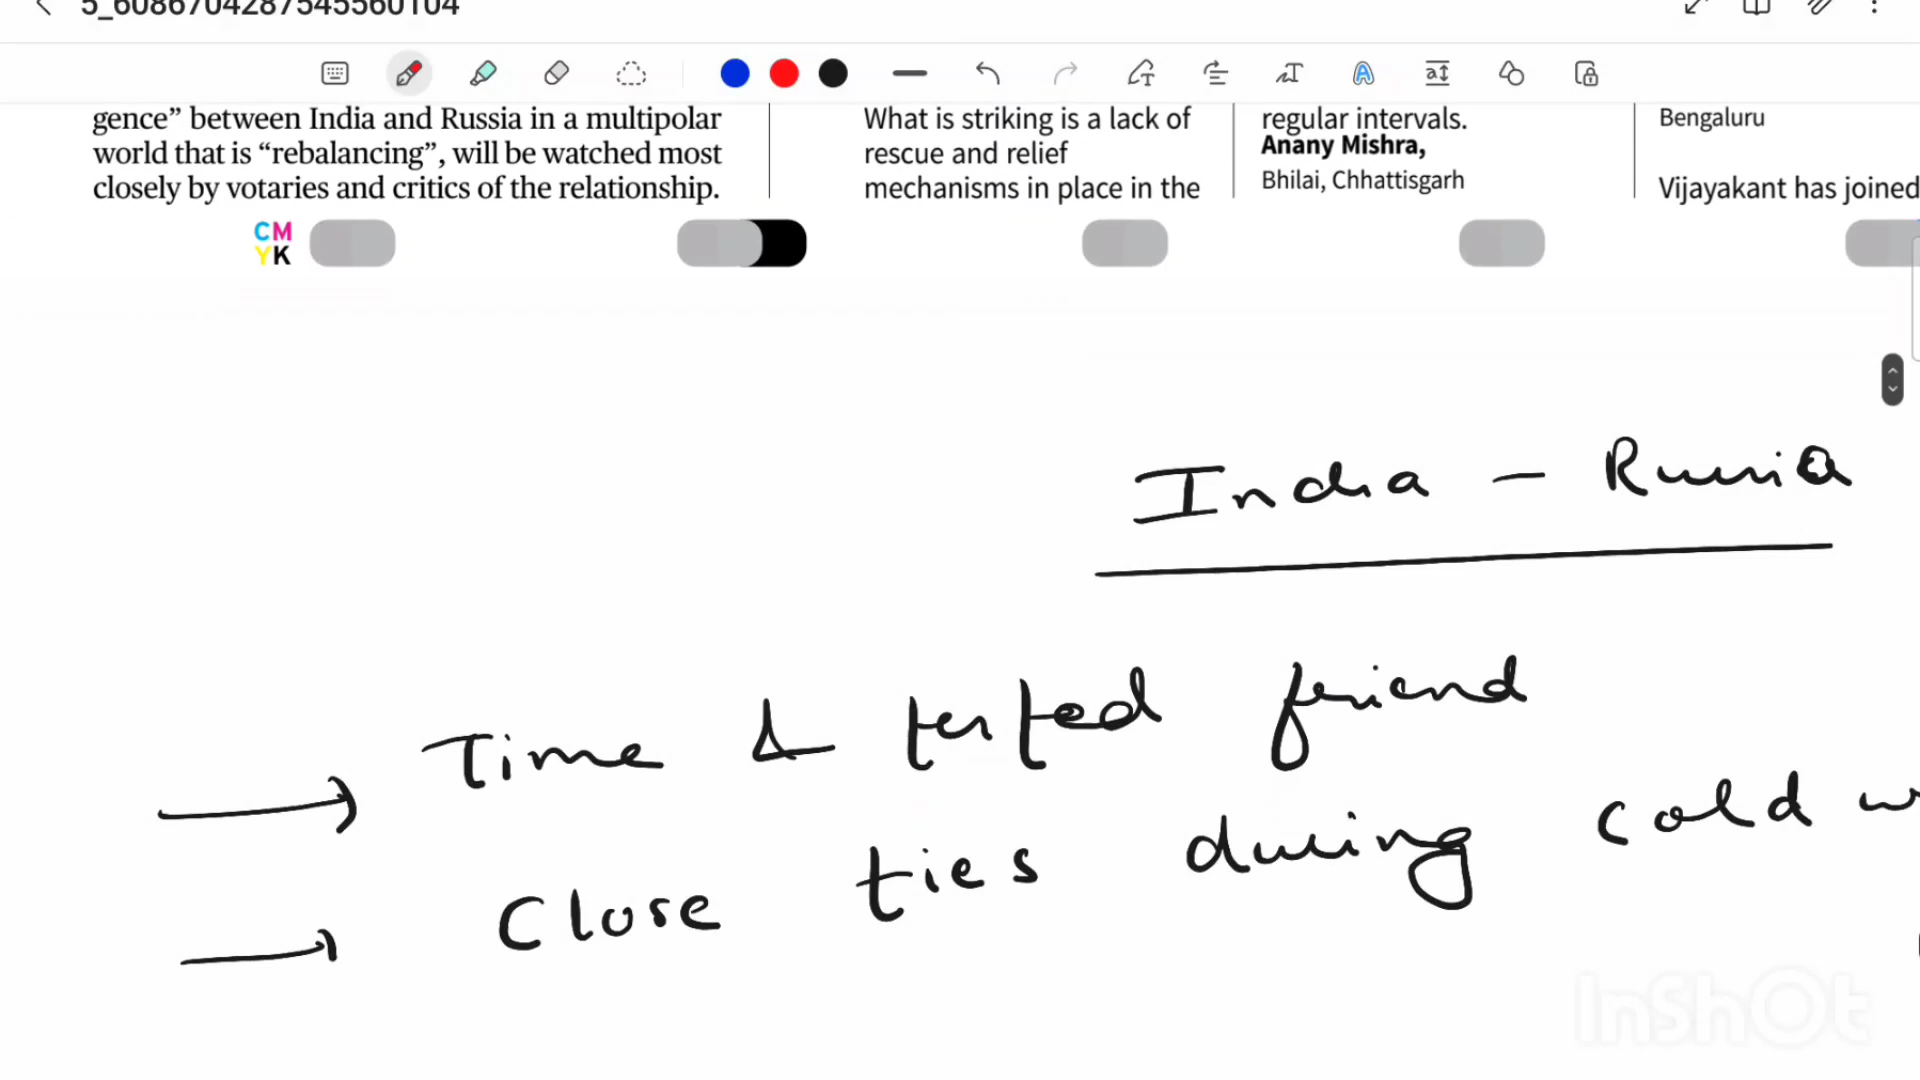 5_6086704287545560104
gence” between India and Russia in a multipolar
world that is “rebalancing”, will be watched most
closely by votaries and critics of the relationship.
What is striking is a lack of
rescue and relief
mechanisms in place in the
regular intervals.
Anany Mishra,
Bhilai, Chhattisgarh
Bengaluru
Vijayakant has joined
CM
YK
India - Russia
→ Time & tested friend
→ Close ties during cold w
InShOt